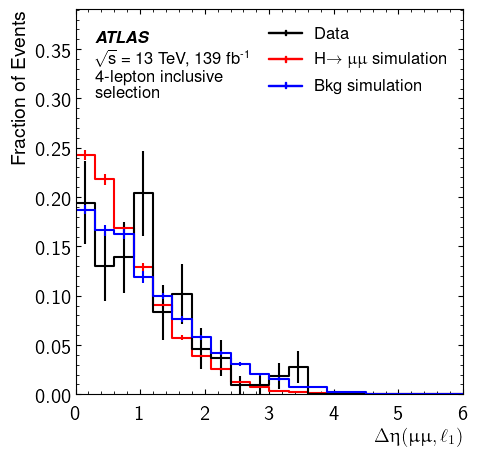 Fraction of Events
0.35
0.30
0.25
0.20
0.15
0.10
0.05
0.00
ATLAS
√s = 13 TeV, 139 fb⁻¹
4-lepton inclusive
selection
Data
H→ μμ simulation
Bkg simulation
0 1 2 3 4 5 6
Δη(μμ, ℓ₁)